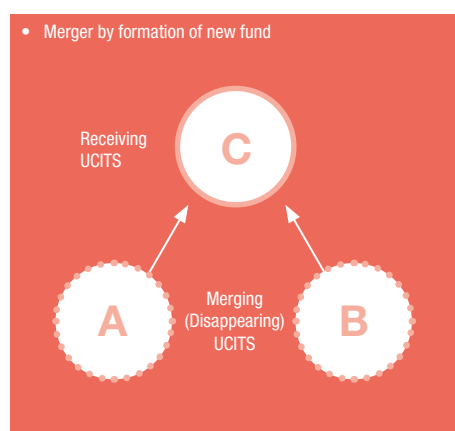 • Merger by formation of new fund
Receiving
UCITS
C
A
Merging
(Disappearing)
UCITS
B